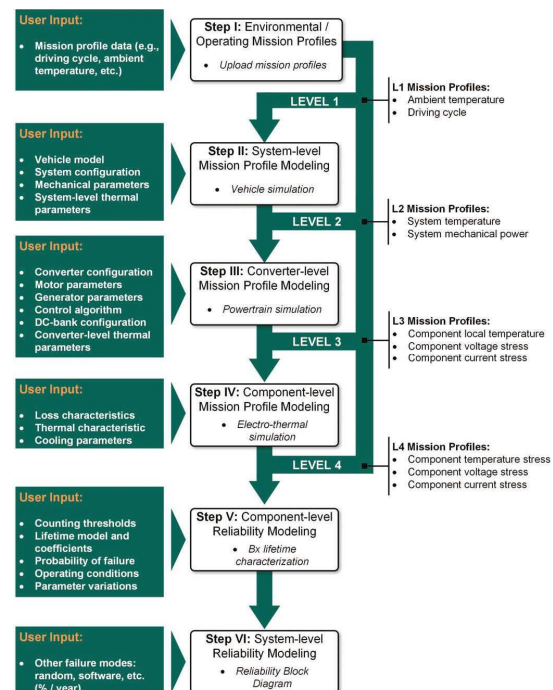 User Input:
• Mission profile data (e.g.,
driving cycle, ambient
temperature, etc.)
Step I: Environmental /
Operating Mission Profiles
• Upload mission profiles
LEVEL 1
L1 Mission Profiles:
• Ambient temperature
• Driving cycle
User Input:
• Vehicle model
• System configuration
• Mechanical parameters
• System-level thermal
parameters
Step II: System-level
Mission Profile Modeling
• Vehicle simulation
LEVEL 2
L2 Mission Profiles:
• System temperature
• System mechanical power
User Input:
• Converter configuration
• Motor parameters
• Generator parameters
• Control algorithm
• DC-bank configuration
• Converter-level thermal
parameters
Step III: Converter-level
Mission Profile Modeling
• Powertrain simulation
LEVEL 3
L3 Mission Profiles:
• Component local temperature
• Component voltage stress
• Component current stress
User Input:
• Loss characteristics
• Thermal characteristic
• Cooling parameters
Step IV: Component-level
Mission Profile Modeling
• Electro-thermal
simulation
LEVEL 4
L4 Mission Profiles:
• Component temperature stress
• Component voltage stress
• Component current stress
User Input:
• Counting thresholds
• Lifetime model and
coefficients
• Probability of failure
• Operating conditions
• Parameter variations
Step V: Component-level
Reliability Modeling
• Bx lifetime
characterization
User Input:
• Other failure modes:
random, software, etc.
(% / year)
Step VI: System-level
Reliability Modeling
• Reliability Block
Diagram